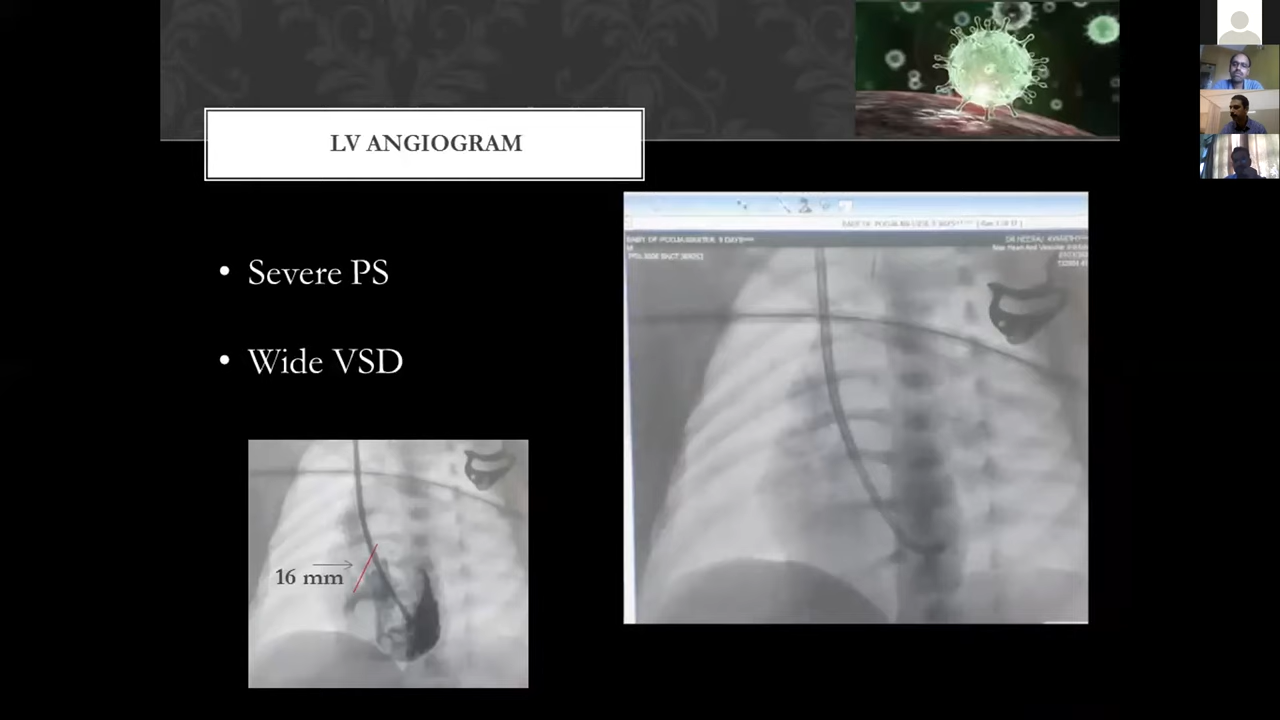 LV ANGIOGRAM
• Severe PS
• Wide VSD
16 mm